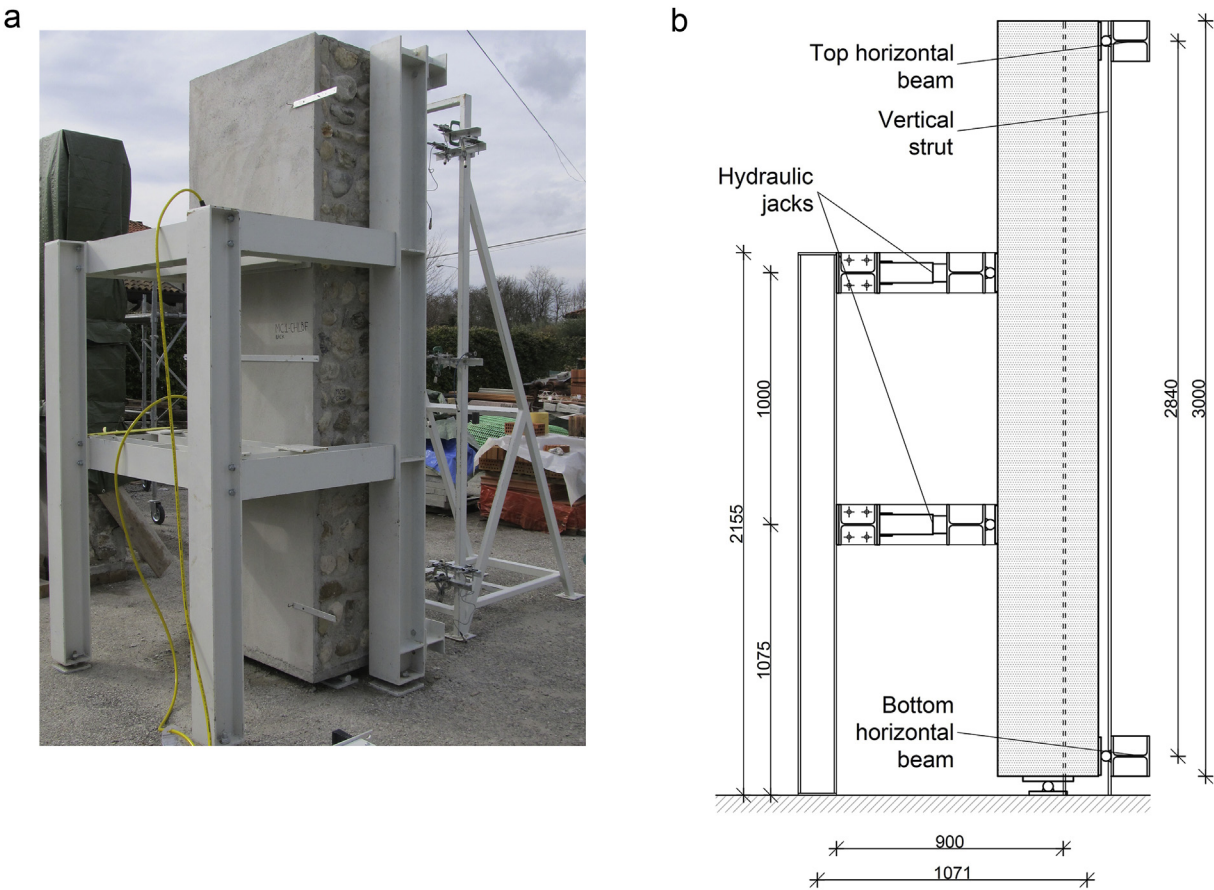 a
b
Top horizontal
beam
Vertical
strut
Hydraulic
jacks
1000
2840
3000
2155
1075
Bottom
horizontal
beam
900
1071